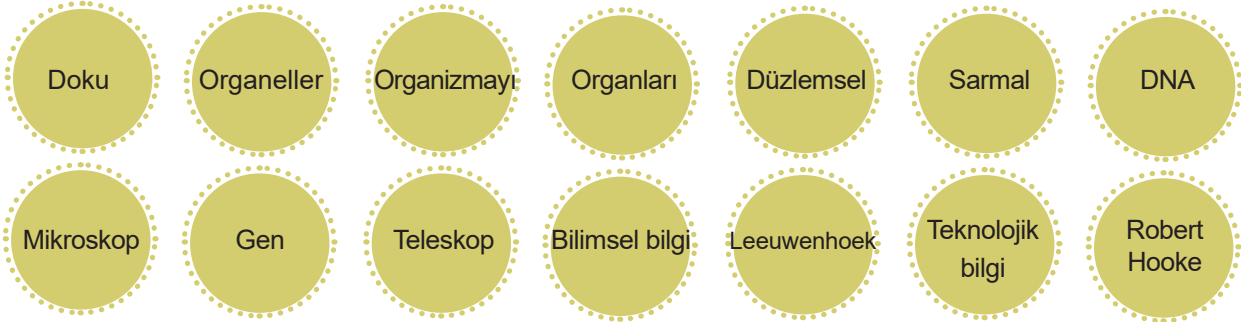 Doku Organeller Organizmayı Organları Düzlemsel Sarmal DNA
Mikroskop Gen Teleskop Bilimsel bilgi Leeuwenhoek Teknolojik bilgi Robert Hooke